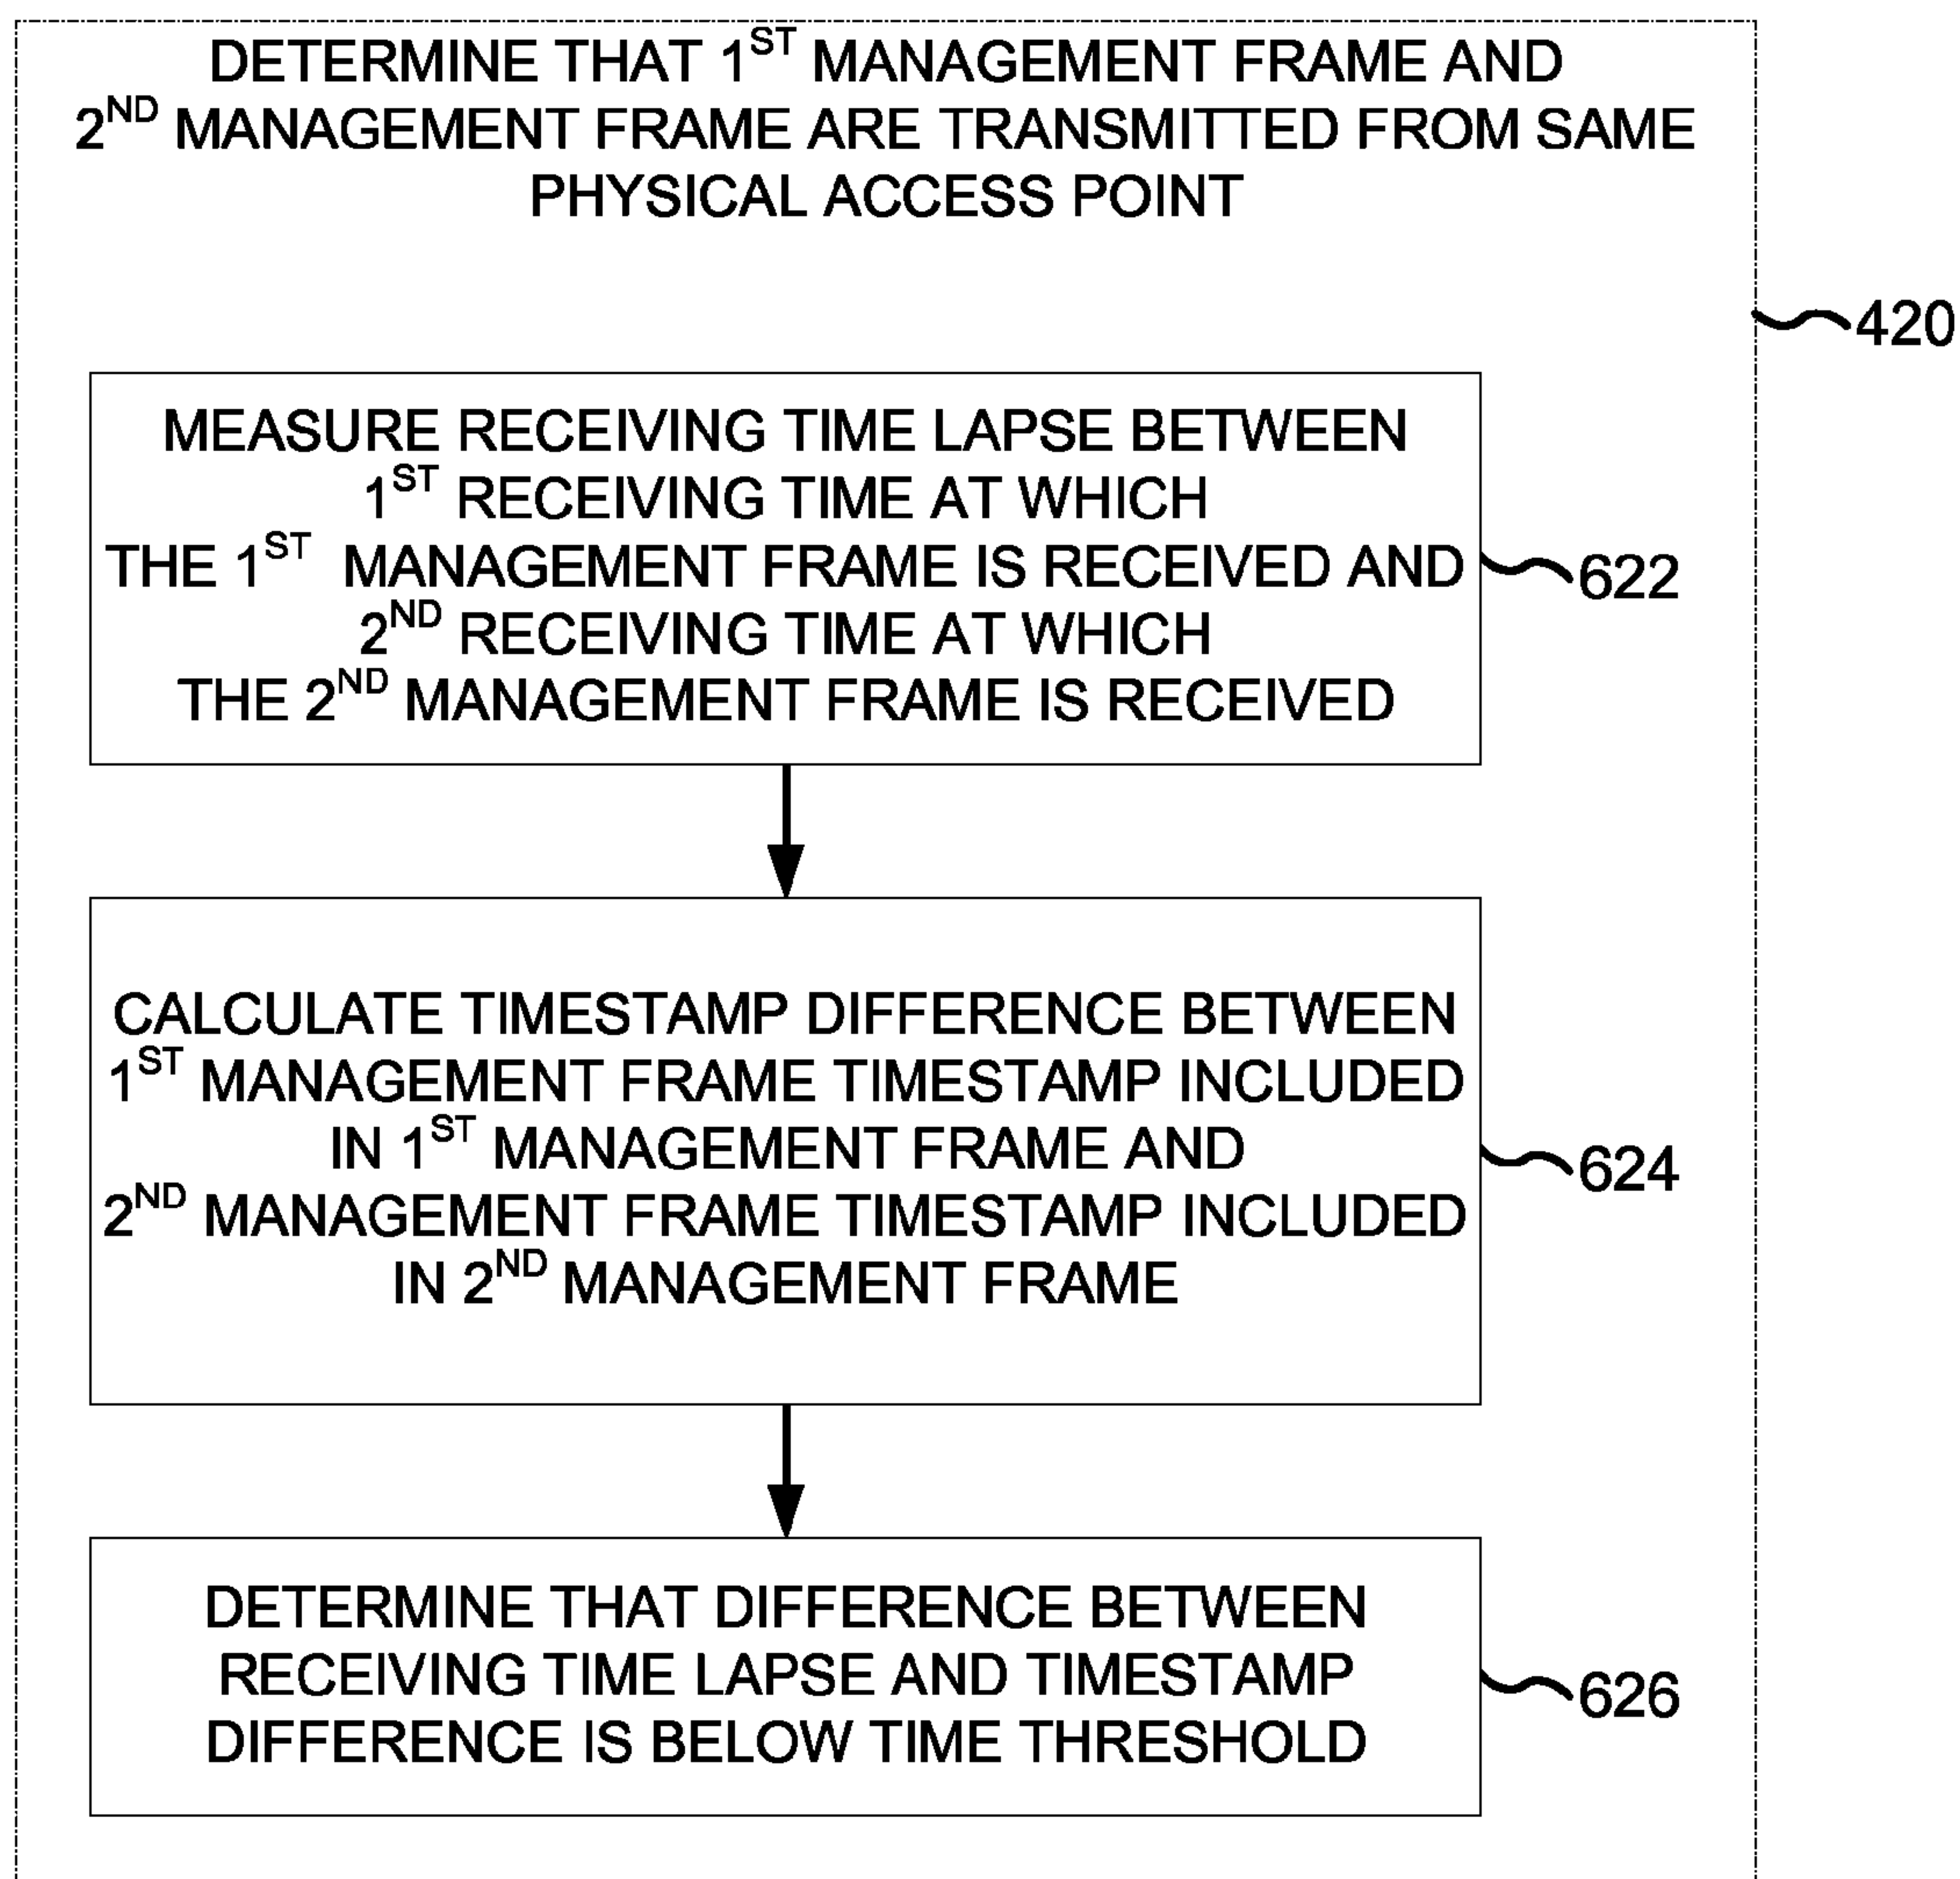 DETERMINE THAT 1ST MANAGEMENT FRAME AND
2ND MANAGEMENT FRAME ARE TRANSMITTED FROM SAME
PHYSICAL ACCESS POINT
420
MEASURE RECEIVING TIME LAPSE BETWEEN
1ST RECEIVING TIME AT WHICH
THE 1ST MANAGEMENT FRAME IS RECEIVED AND
2ND RECEIVING TIME AT WHICH
THE 2ND MANAGEMENT FRAME IS RECEIVED
622
CALCULATE TIMESTAMP DIFFERENCE BETWEEN
1ST MANAGEMENT FRAME TIMESTAMP INCLUDED
IN 1ST MANAGEMENT FRAME AND
2ND MANAGEMENT FRAME TIMESTAMP INCLUDED
IN 2ND MANAGEMENT FRAME
624
DETERMINE THAT DIFFERENCE BETWEEN
RECEIVING TIME LAPSE AND TIMESTAMP
DIFFERENCE IS BELOW TIME THRESHOLD
626